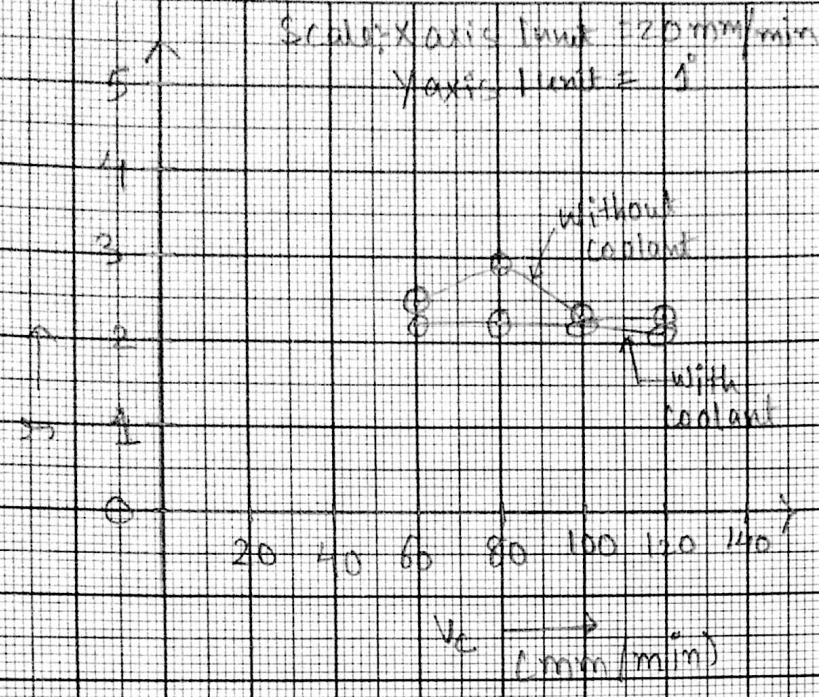 Scale: X axis 1 unit = 20 mm/min
Y axis 1 unit = 1°
5
4
without
coolant
3
2
with
coolant
1
0
20 40 60 80 100 120 140
Vc
(mm/min)